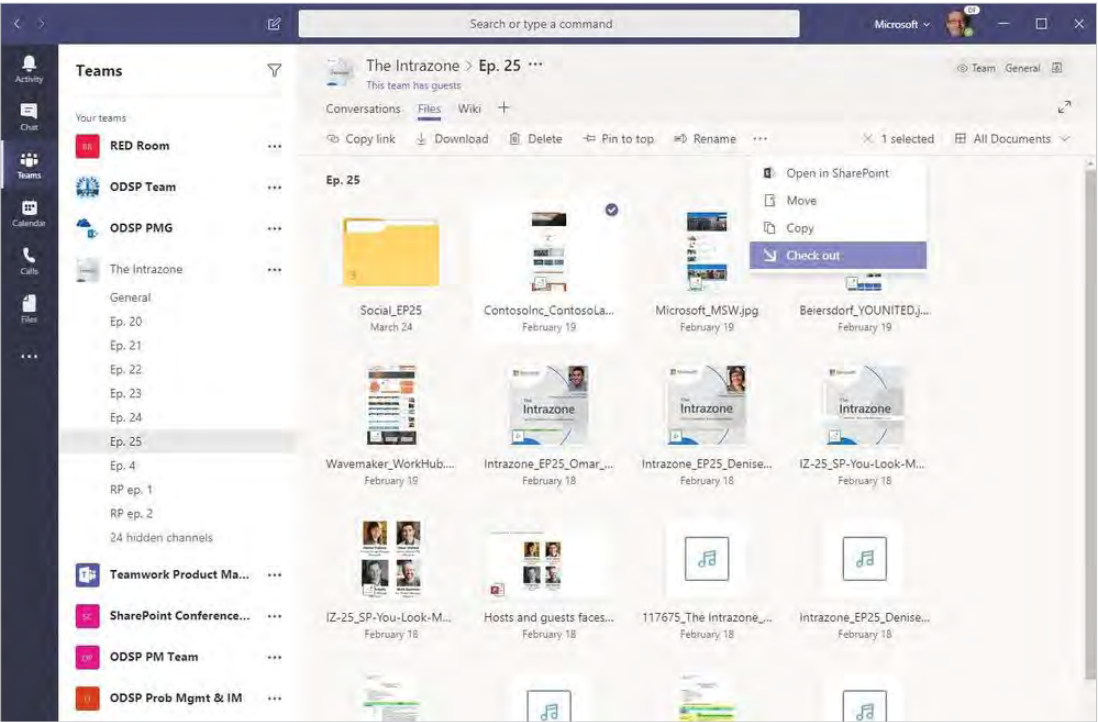 Search or type a command
Microsoft
Activity
Chat
Teams
Calendar
Calls
Files
Teams
Your teams
RED Room
ODSP Team
ODSP PMG
The Intrazone
General
Ep. 20
Ep. 21
Ep. 22
Ep. 23
Ep. 24
Ep. 25
Ep. 4
RP ep. 1
RP ep. 2
24 hidden channels
Teamwork Product Ma...
SharePoint Conference...
ODSP PM Team
ODSP Prob Mgmt & IM
The Intrazone > Ep. 25 ...
This team has guests
Team General
Conversations Files Wiki +
Copy link Download Delete Pin to top Rename ... 1 selected All Documents
Open in SharePoint
Move
Copy
Check out
Ep. 25
Social_EP25
March 24
ContosoInc_ContosoLa...
February 19
Microsoft_MSW.jpg
February 19
Beiersdorf_YOUNITED.j...
February 19
Wavemaker_WorkHub....
February 19
The
Intrazone
Intrazone_EP25_Omar_...
February 18
The
Intrazone
Intrazone_EP25_Denise...
February 18
The
Intrazone
IZ-25_SP-You-Look-M...
February 18
IZ-25_SP-You-Look-M...
February 18
Hosts and guests faces...
February 18
117675_The Intrazone_...
February 18
Intrazone_EP25_Denise...
February 18